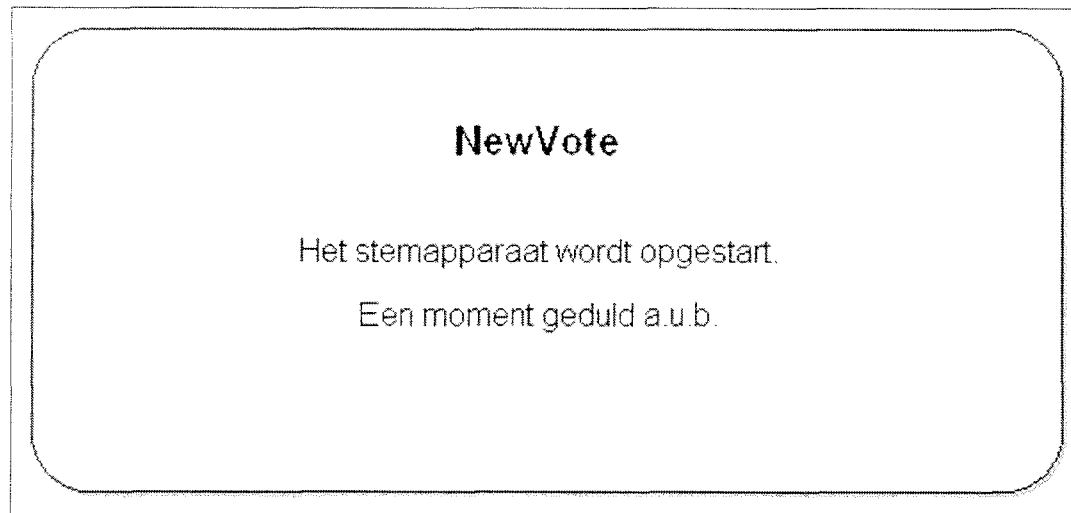 NewVote
Het stemapparaat wordt opgestart.
Een moment geduld a.u.b.